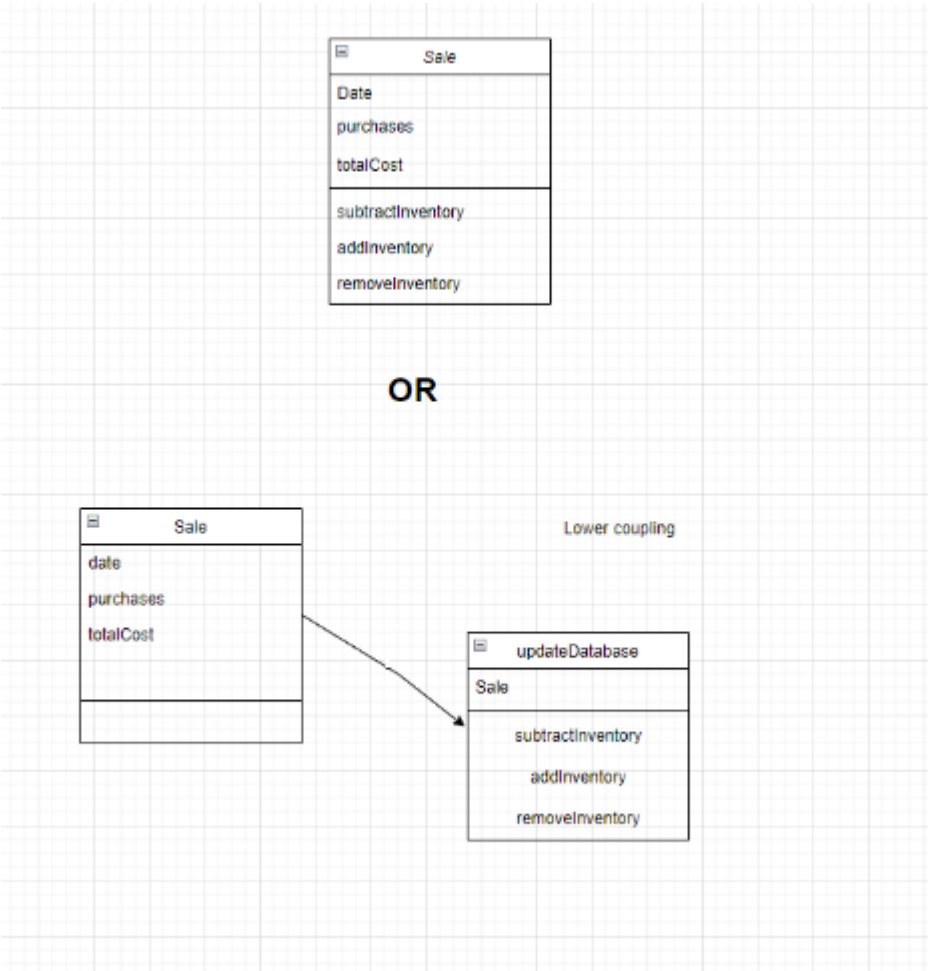 Sale
Date
purchases
totalCost
subtractInventory
addInventory
removeInventory
OR
Sale
date
purchases
totalCost
Lower coupling
updateDatabase
Sale
subtractInventory
addInventory
removeInventory